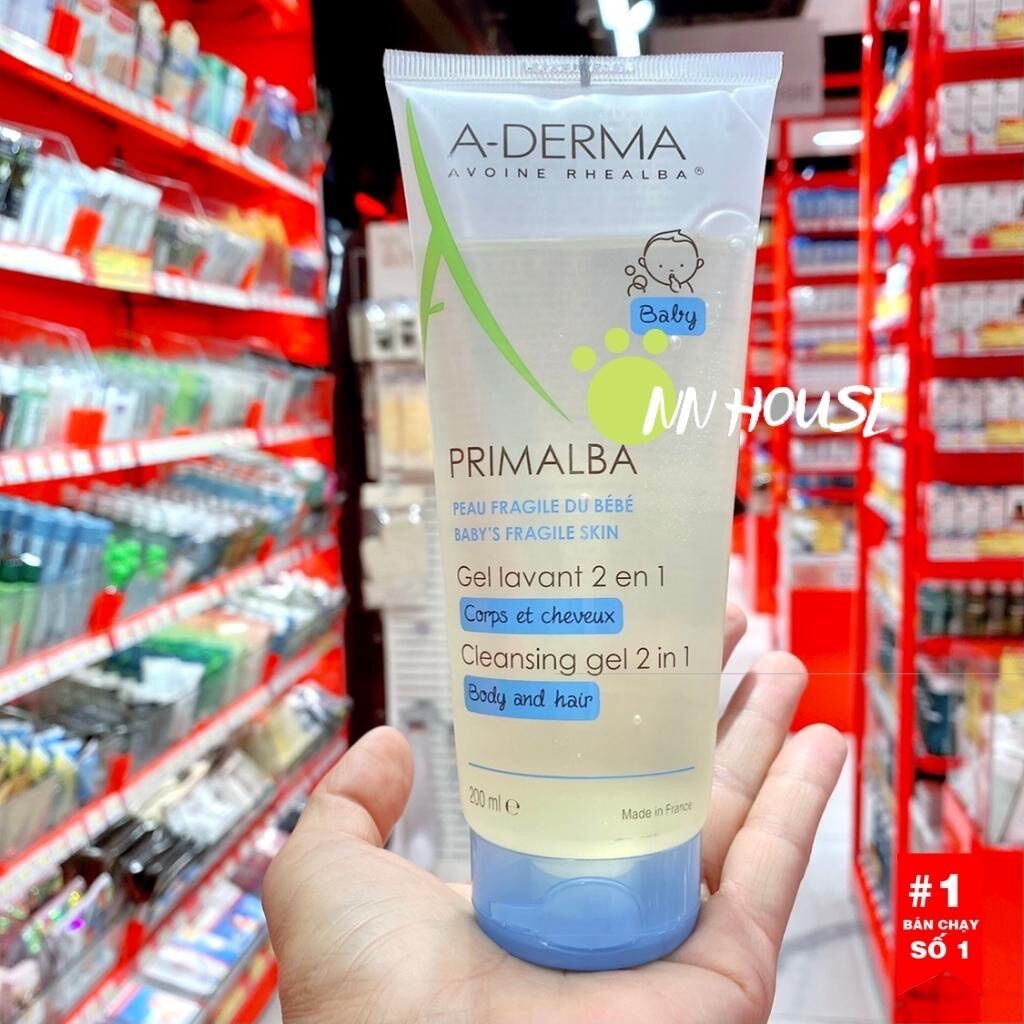 A-DERMA
AVOINE RHEALBA®
Baby
NN HOUSE
PRIMALBA
PEAU FRAGILE DU BÉBÉ
BABY'S FRAGILE SKIN
Gel lavant 2 en 1
Corps et cheveux
Cleansing gel 2 in 1
Body and hair
200 ml ℮
Made in France
#1
BÁN CHẠY
SỐ 1